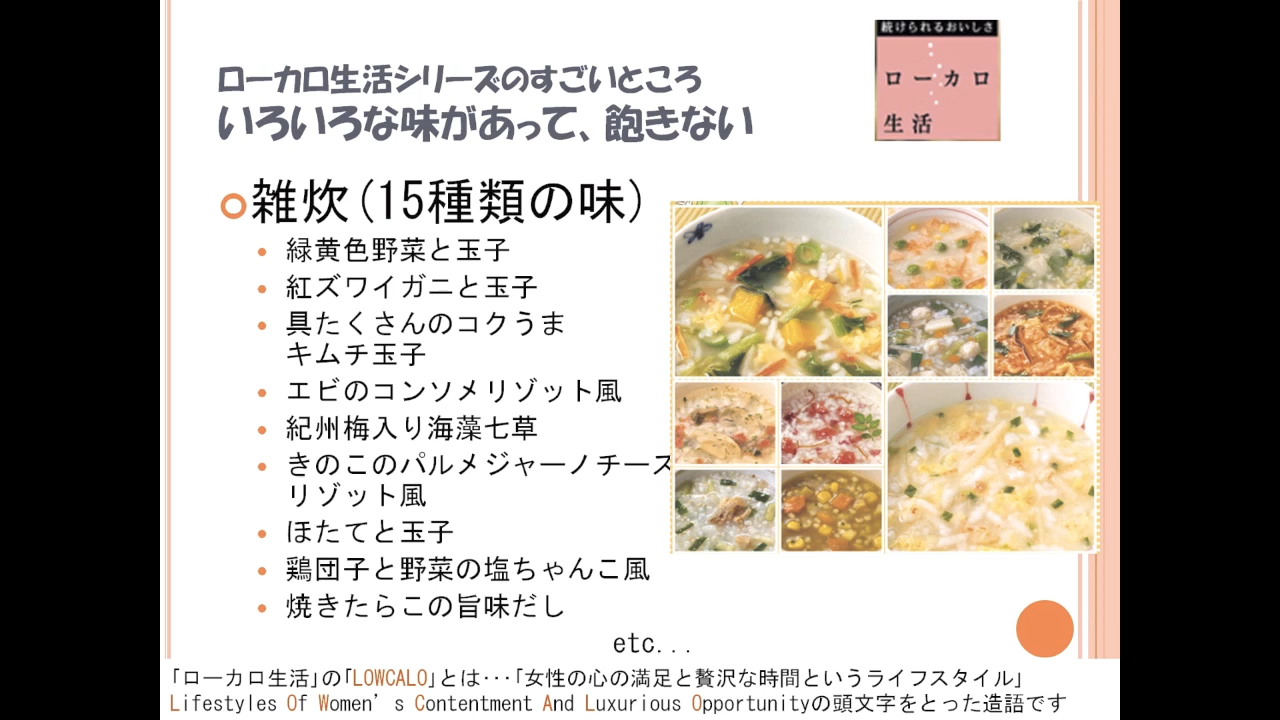 続けられるおいしさ
ローカロ
生活
ローカロ生活シリーズのすごいところ
いろいろな味があって、飽きない
雑炊(15種類の味)
緑黄色野菜と玉子
紅ズワイガニと玉子
具たくさんのコクうま
キムチ玉子
エビのコンソメリゾット風
紀州梅入り海藻七草
きのこのパルメジャーノチーズ
リゾット風
ほたてと玉子
鶏団子と野菜の塩ちゃんこ風
焼きたらこの旨味だし
etc...
「ローカロ生活」の「LOWCALO」とは･･･「女性の心の満足と贅沢な時間というライフスタイル」
Lifestyles Of Women’s Contentment And Luxurious Opportunityの頭文字をとった造語です